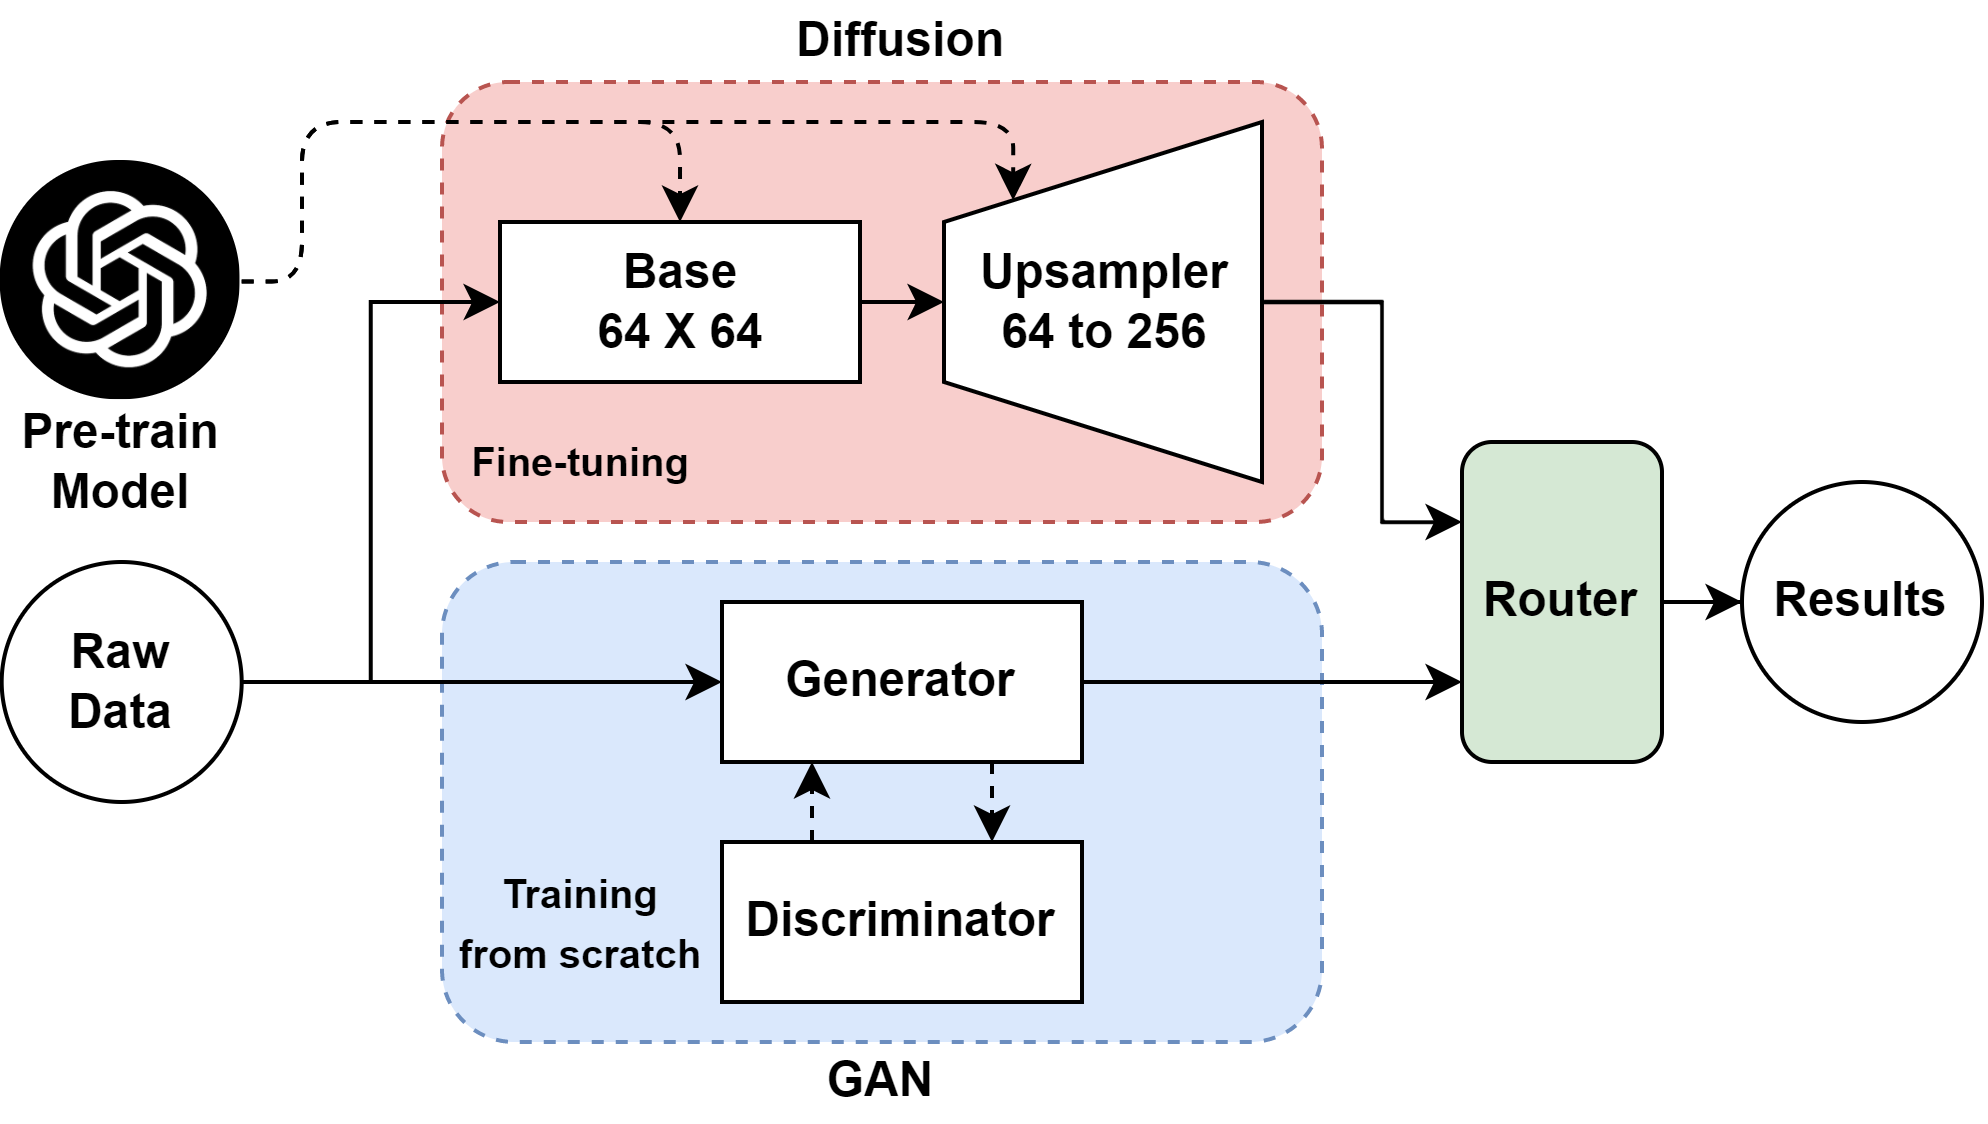 Diffusion
Base
64 X 64
Upsampler
64 to 256
Fine-tuning
Pre-train
Model
Raw
Data
Generator
Discriminator
Training
from scratch
GAN
Router
Results